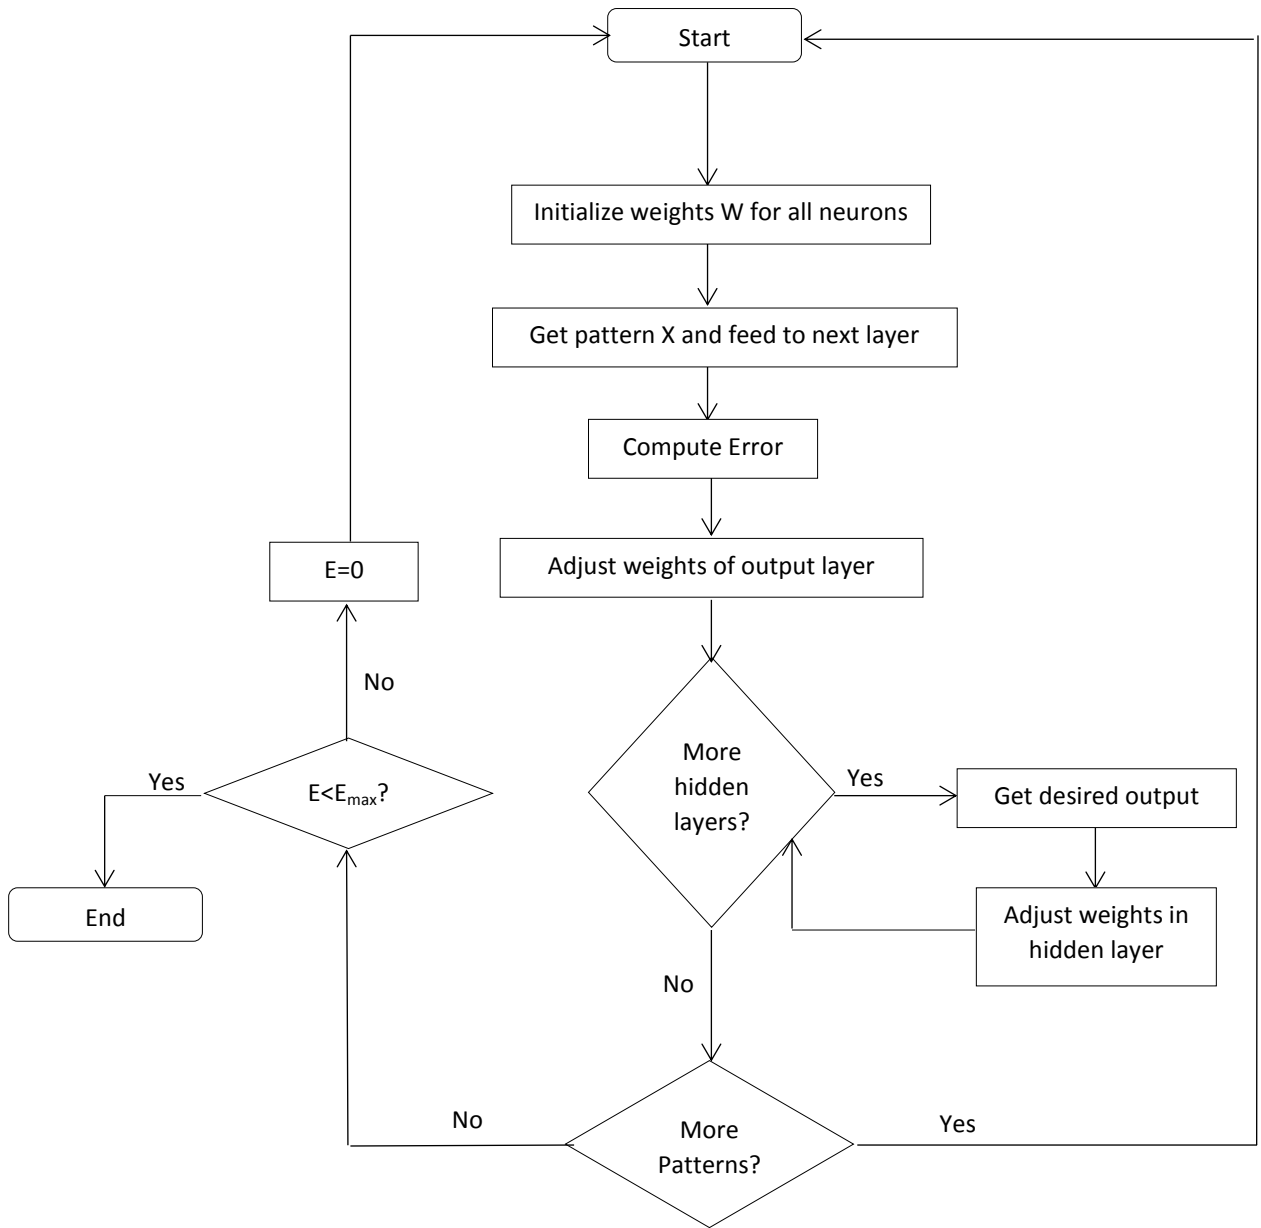 Start
Initialize weights W for all neurons
Get pattern X and feed to next layer
Compute Error
Adjust weights of output layer
E=0
No
More
hidden
layers?
Yes
Get desired output
Yes
E<Emax?
End
Adjust weights in
hidden layer
No
No
More
Patterns?
Yes